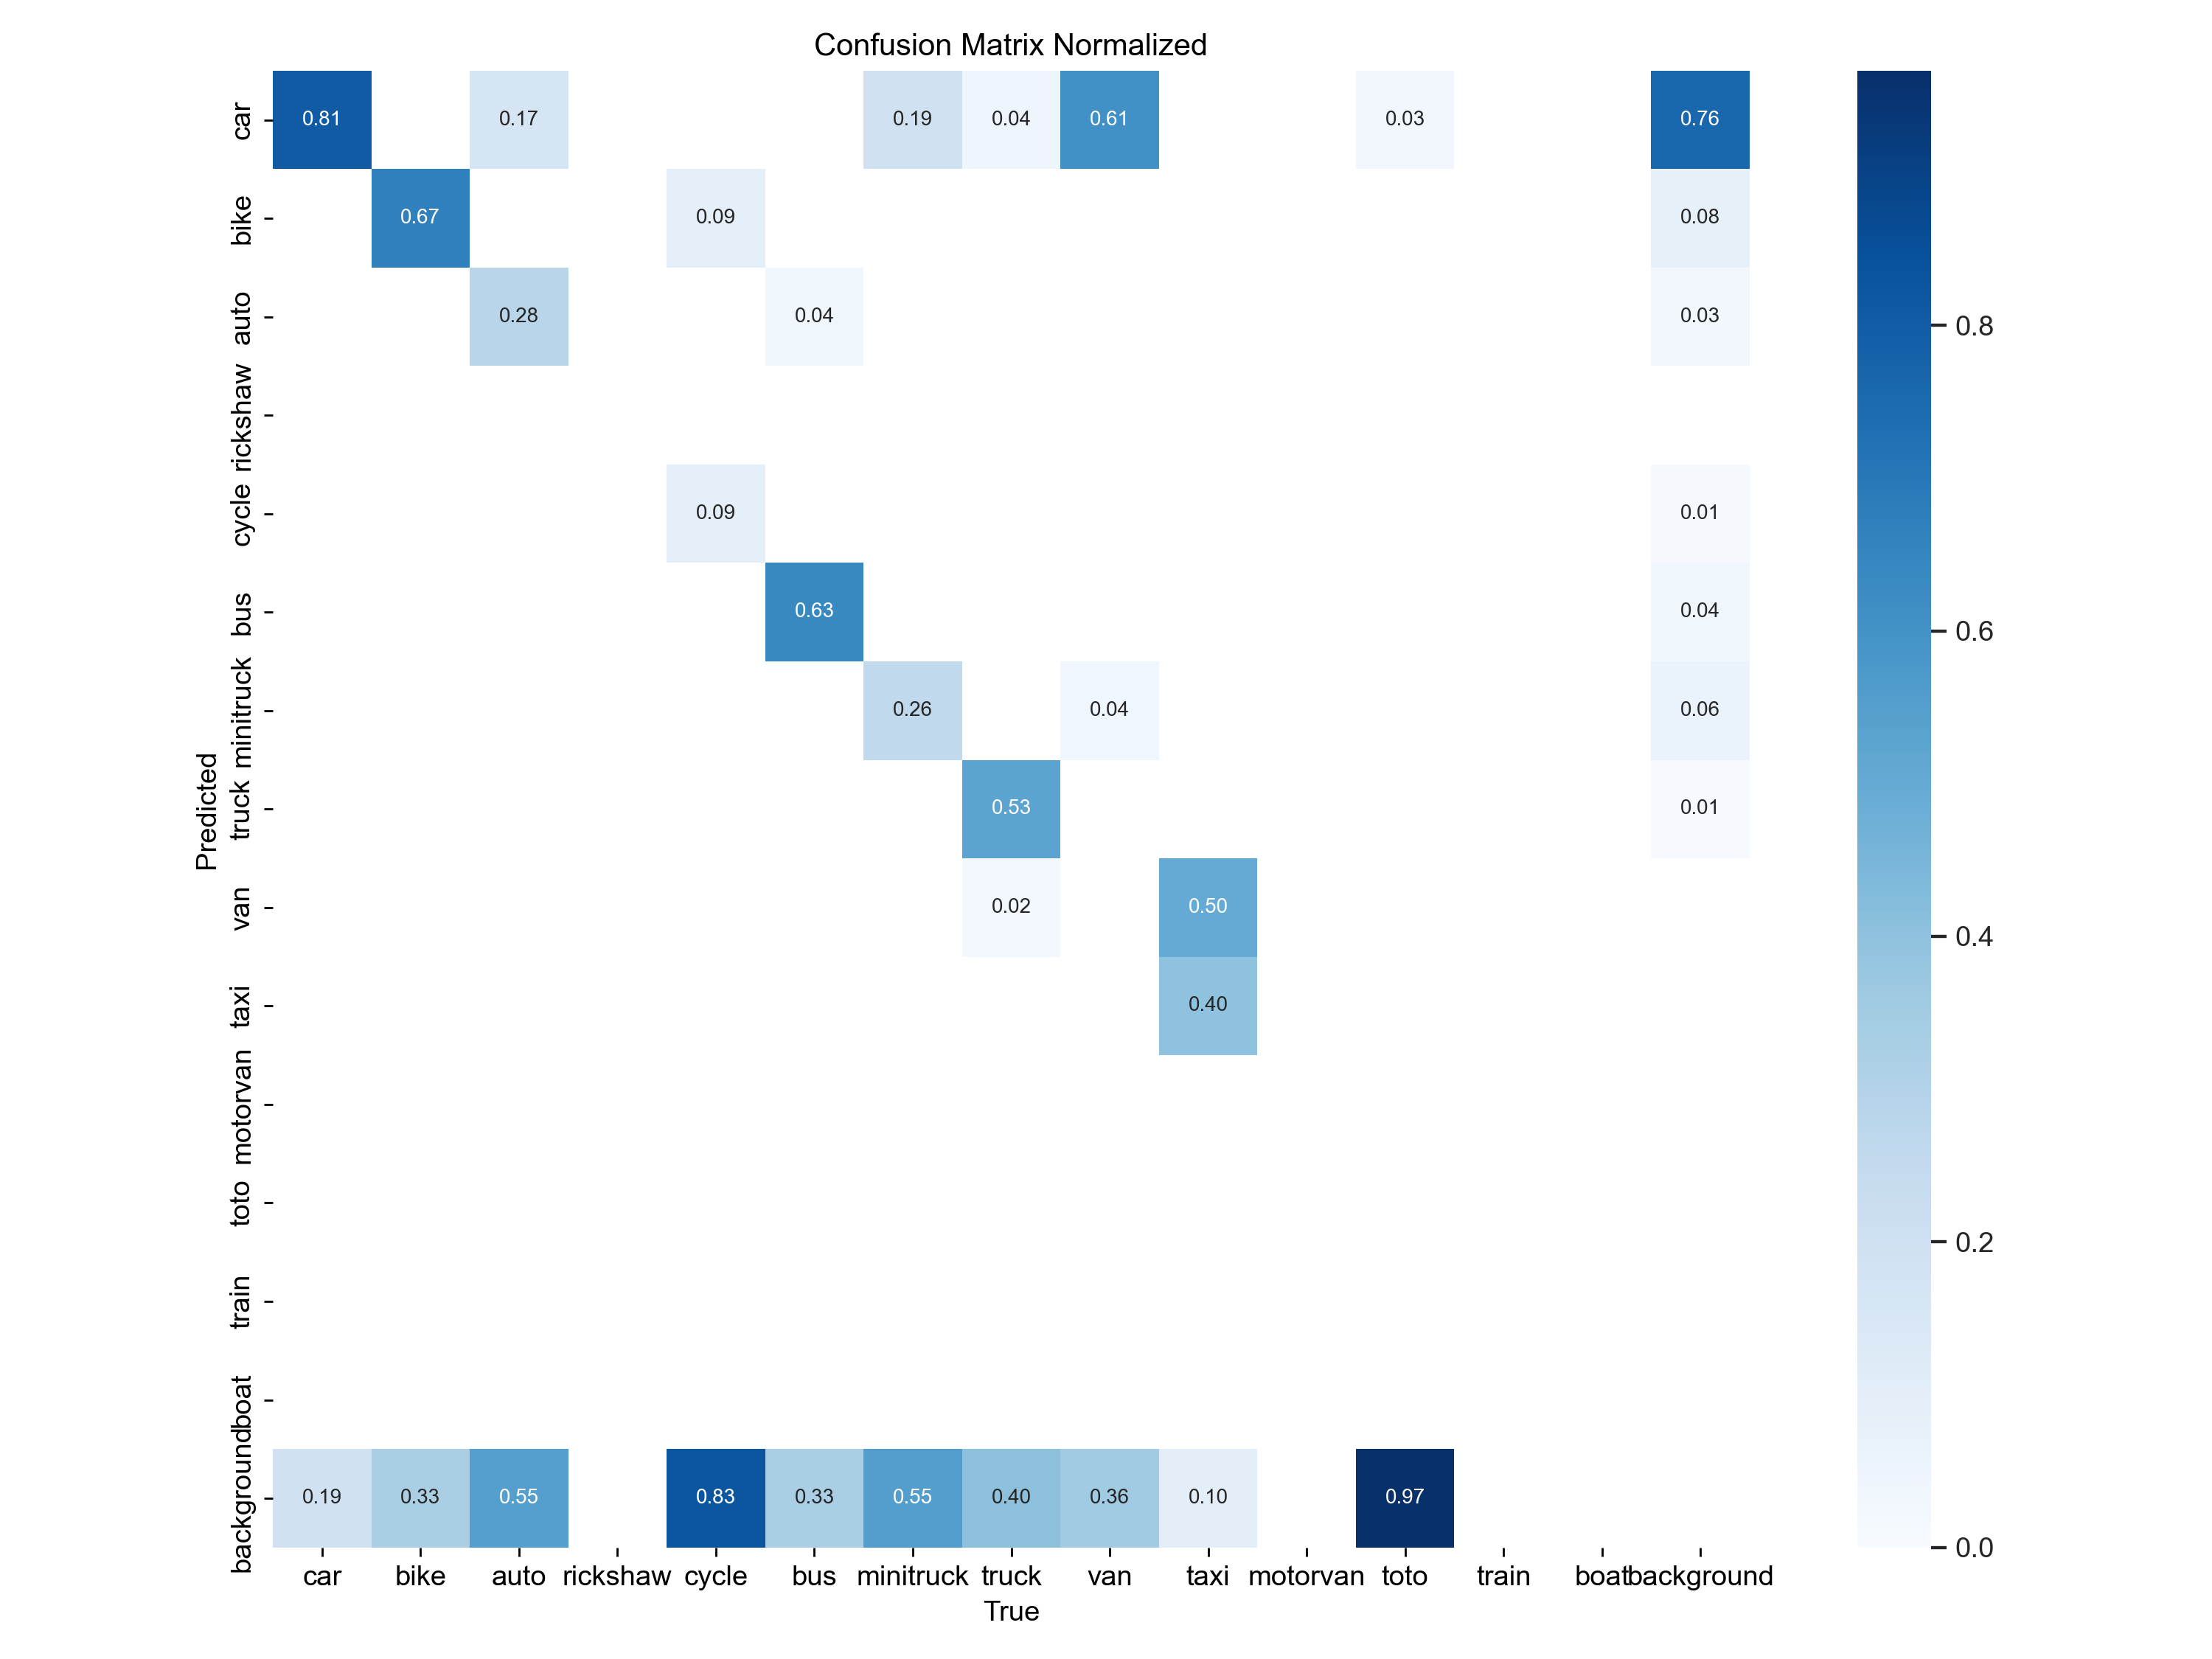 Confusion Matrix Normalized
car
0.81
0.17
0.19
0.04
0.61
0.03
0.76
bike
0.67
0.09
0.08
auto
0.28
0.04
0.03
0.8
rickshaw
cycle
0.09
0.01
bus
0.63
0.04
0.6
minitruck
0.26
0.04
0.06
truck
0.53
0.01
Predicted
van
0.02
0.50
0.4
taxi
0.40
motorvan
toto
train
0.2
boat
background
0.19
0.33
0.55
0.83
0.33
0.55
0.40
0.36
0.10
0.97
0.0
car bike auto rickshaw cycle bus minitruck truck van taxi motorvan toto train boat background
True